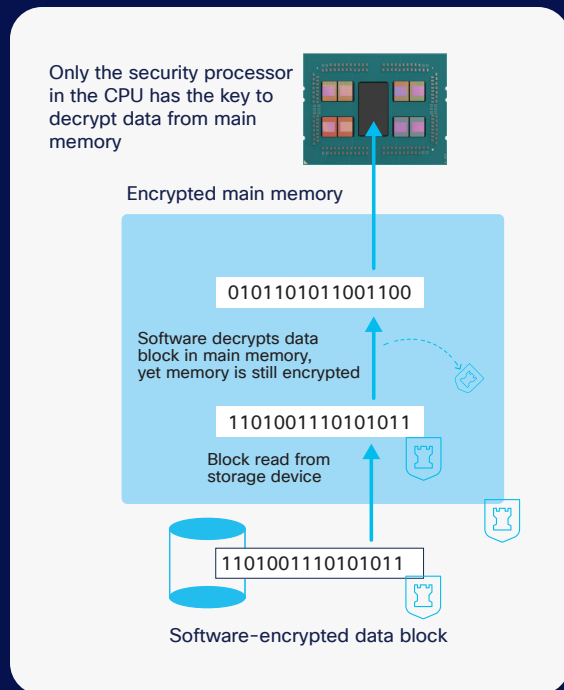 Only the security processor
in the CPU has the key to
decrypt data from main
memory
Encrypted main memory
0101101011001100
Software decrypts data
block in main memory,
yet memory is still encrypted
1101001110101011
Block read from
storage device
1101001110101011
Software-encrypted data block